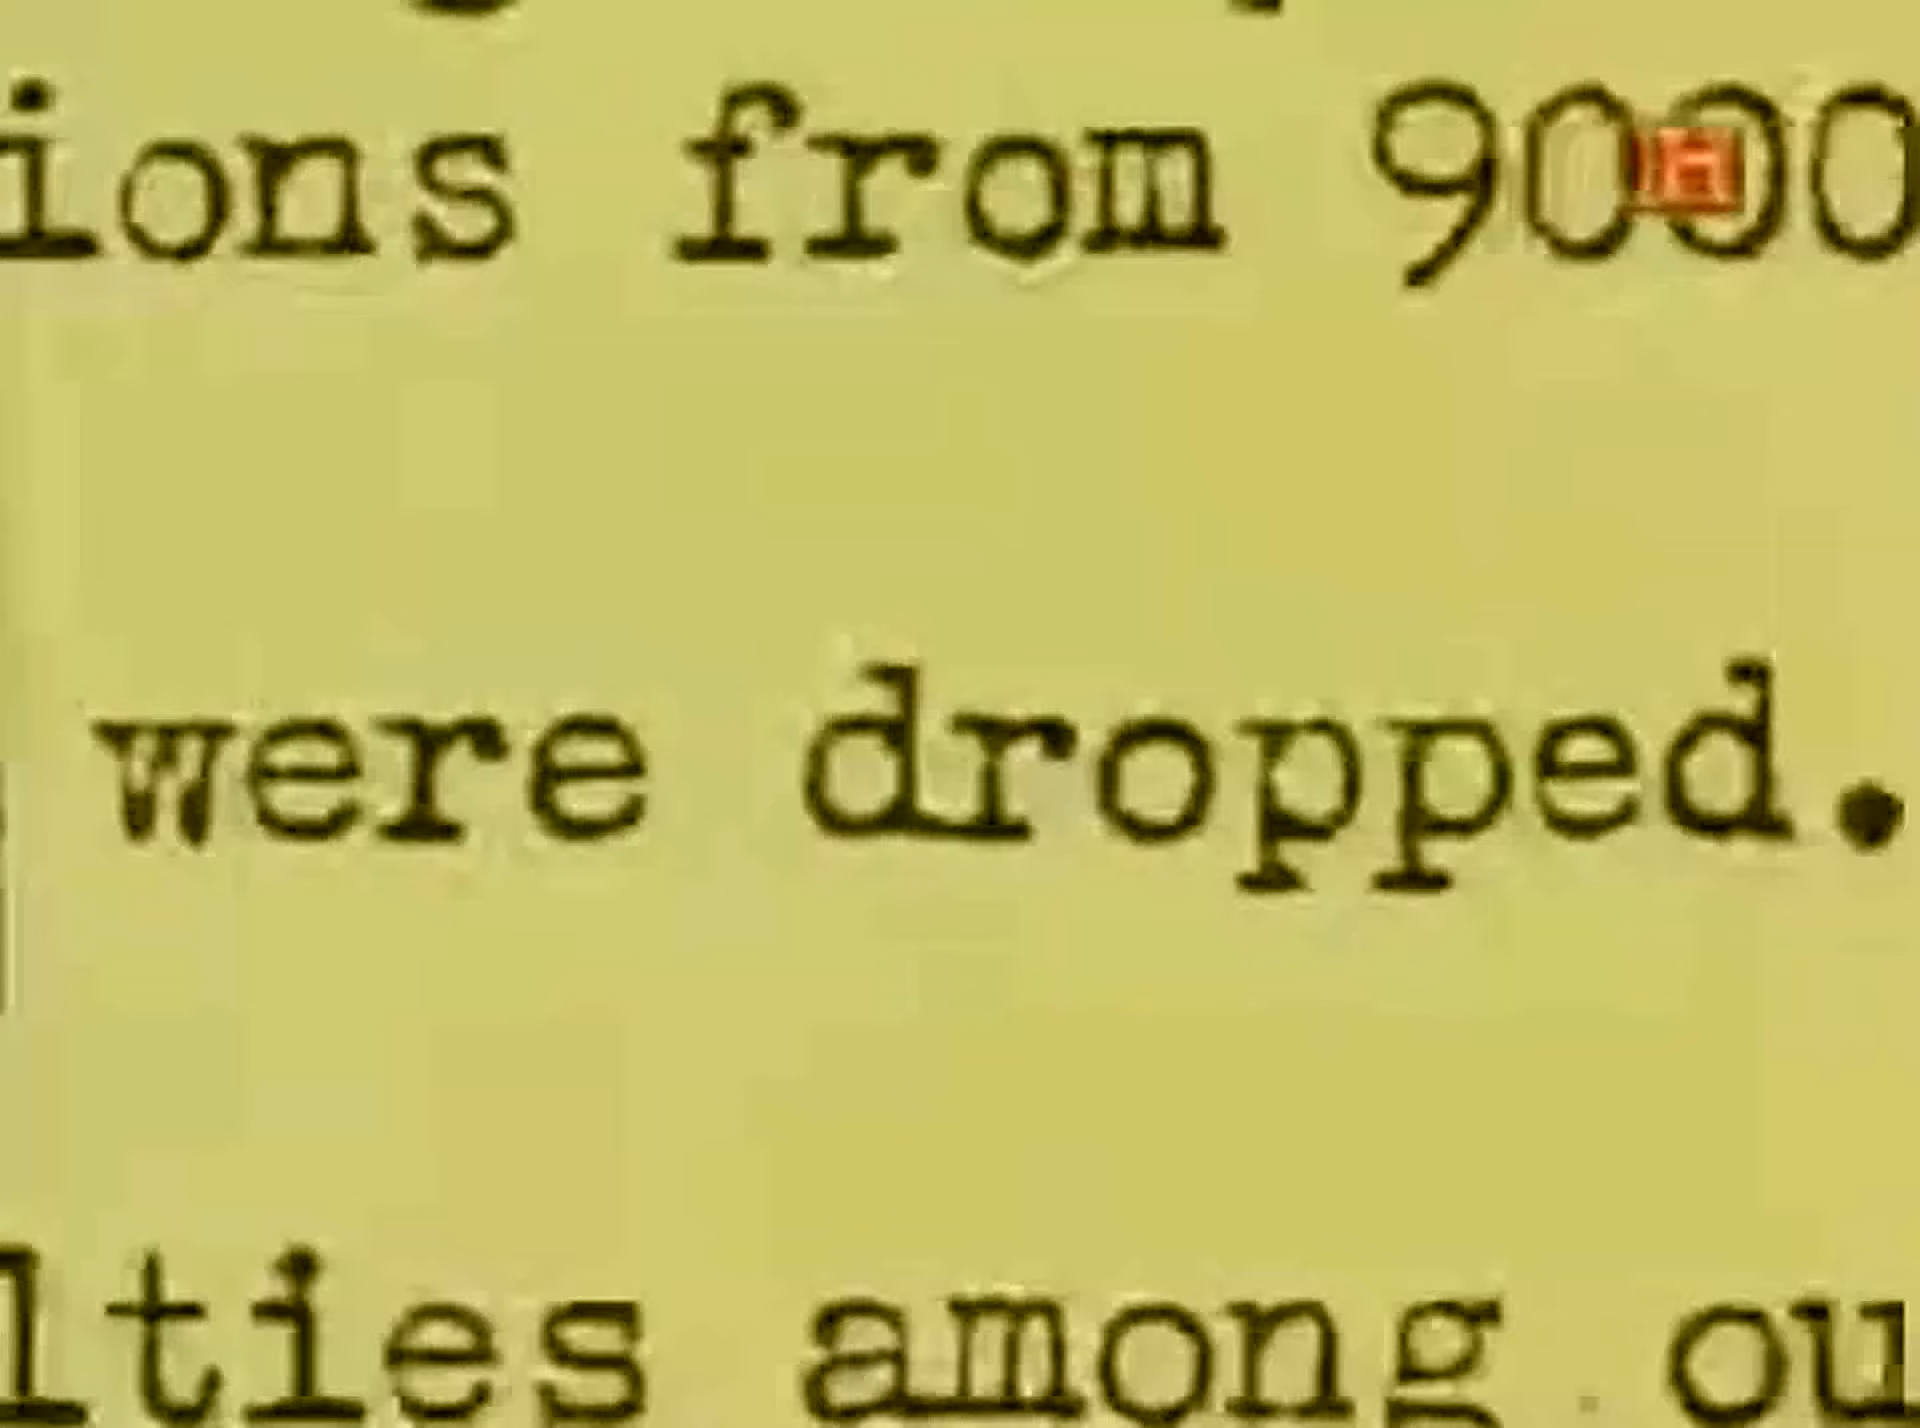 ions from 9000
were dropped.
lties among ou